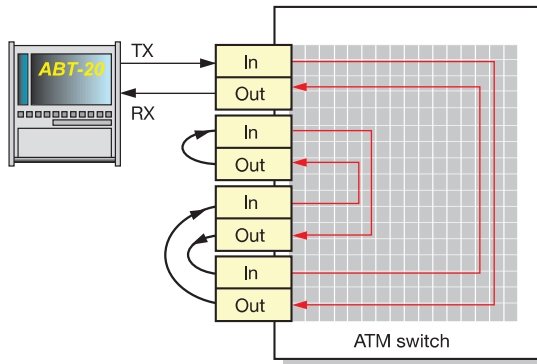 ABT-20
TX
RX
In
Out
In
Out
In
Out
In
Out
ATM switch